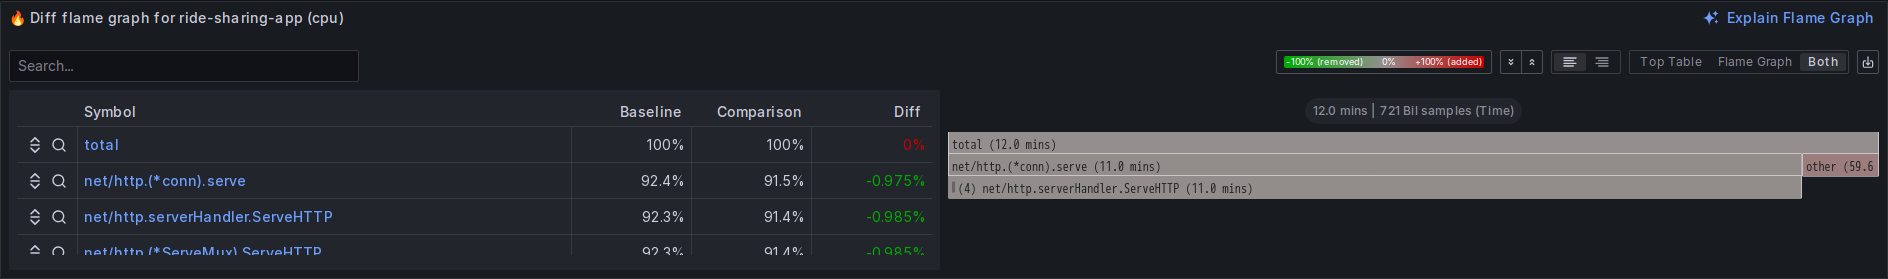 🔥 Diff flame graph for ride-sharing-app (cpu)
Explain Flame Graph
Search...
-100% (removed) 0% +100% (added)
Top Table Flame Graph Both
Symbol Baseline Comparison Diff
total 100% 100% 0%
net/http.(*conn).serve 92.4% 91.5% -0.975%
net/http.serverHandler.ServeHTTP 92.3% 91.4% -0.985%
net/http.(*ServeMux).ServeHTTP 92.3% 91.4% -0.985%
12.0 mins | 721 Bil samples (Time)
total (12.0 mins)
net/http.(*conn).serve (11.0 mins) other (59.6
(4) net/http.serverHandler.ServeHTTP (11.0 mins)